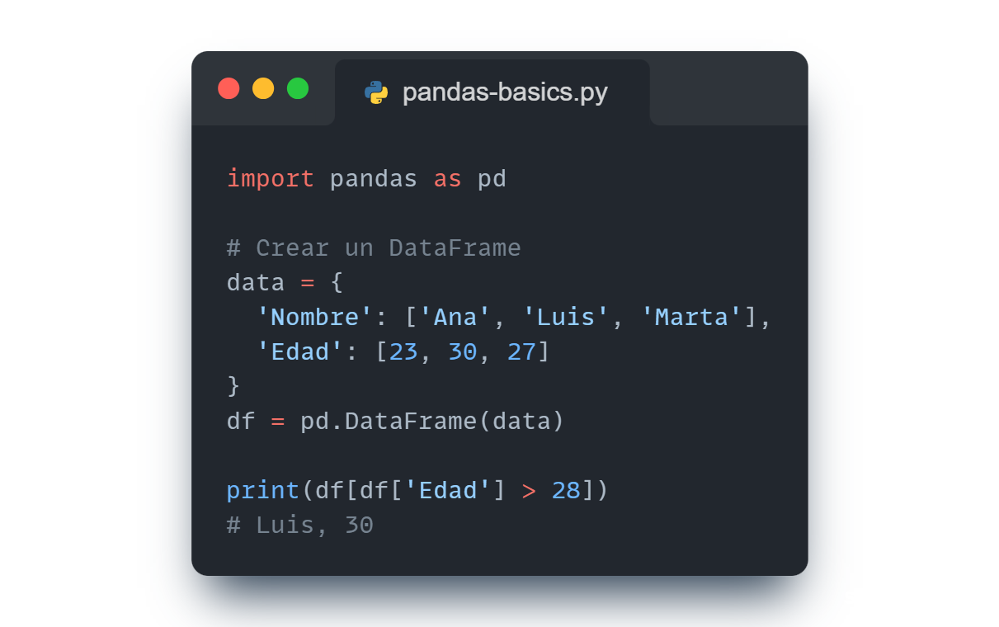 pandas-basics.py
import pandas as pd
# Crear un DataFrame
data = {
  'Nombre': ['Ana', 'Luis', 'Marta'],
  'Edad': [23, 30, 27]
}
df = pd.DataFrame(data)
print(df[df['Edad'] > 28])
# Luis, 30